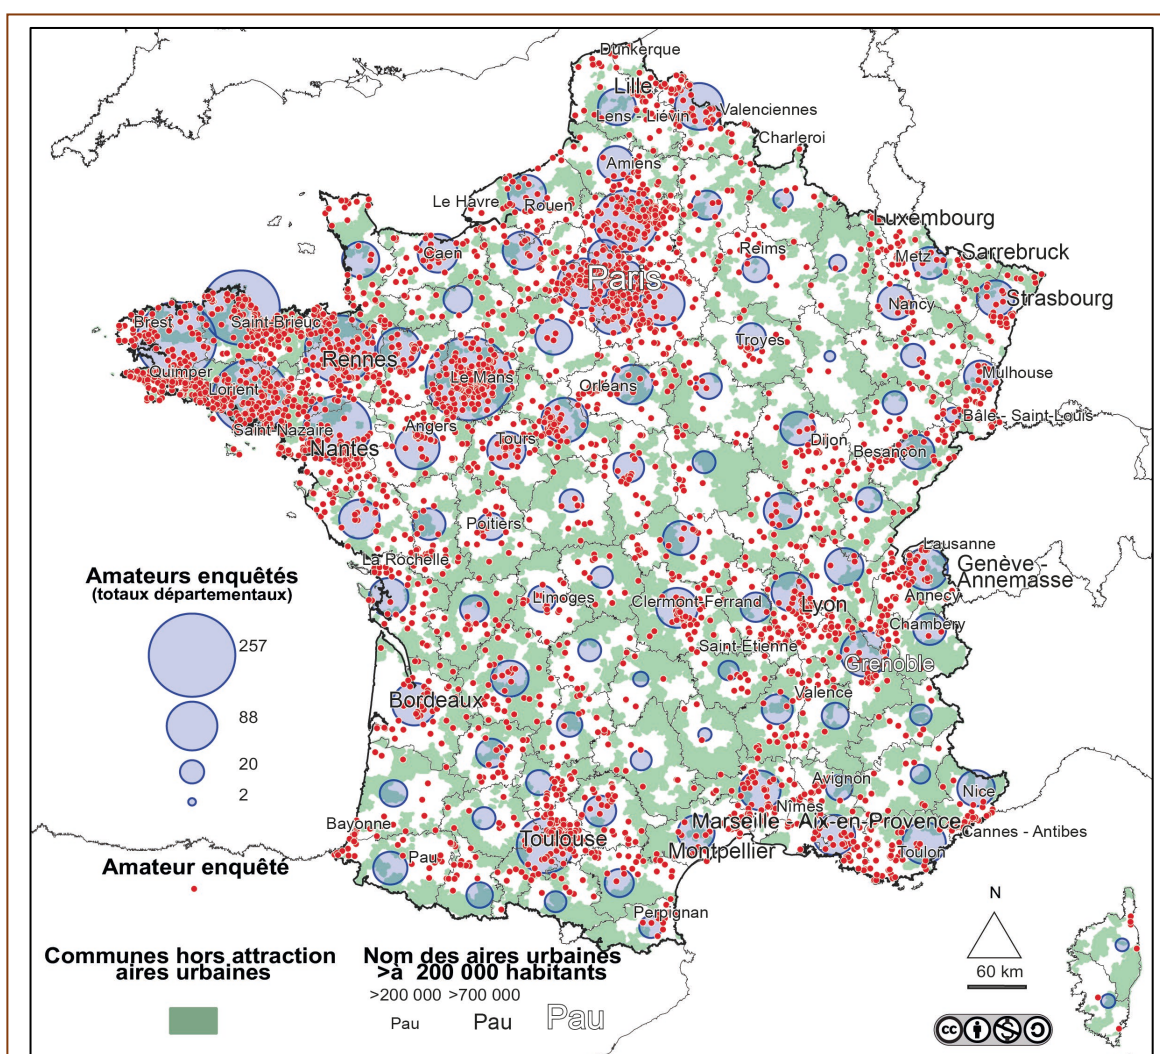 Dunkerque
Lille
Lens - Liévin
Valenciennes
Charleroi
Amiens
Le Havre
Rouen
Luxembourg
Caen
Reims
Metz
Sarrebruck
Paris
Nancy
Strasbourg
Brest
Saint-Brieuc
Rennes
Troyes
Quimper
Lorient
Le Mans
Orléans
Mulhouse
Saint-Nazaire
Angers
Bâle - Saint-Louis
Nantes
Tours
Dijon
Besançon
Poitiers
La Rochelle
Lausanne
Genève -
Annemasse
Annecy
Limoges
Clermont-Ferrand
Lyon
Chambéry
Saint-Étienne
Grenoble
Bordeaux
Valence
Avignon
Nîmes
Nice
Marseille - Aix-en-Provence
Cannes - Antibes
Bayonne
Toulouse
Montpellier
Toulon
Pau
Perpignan
Amateurs enquêtés
(totaux départementaux)
257
88
20
2
Amateur enquêté
Communes hors attraction
aires urbaines
Nom des aires urbaines
>à 200 000 habitants
>200 000 >700 000
Pau Pau Pau
N
60 km
cc